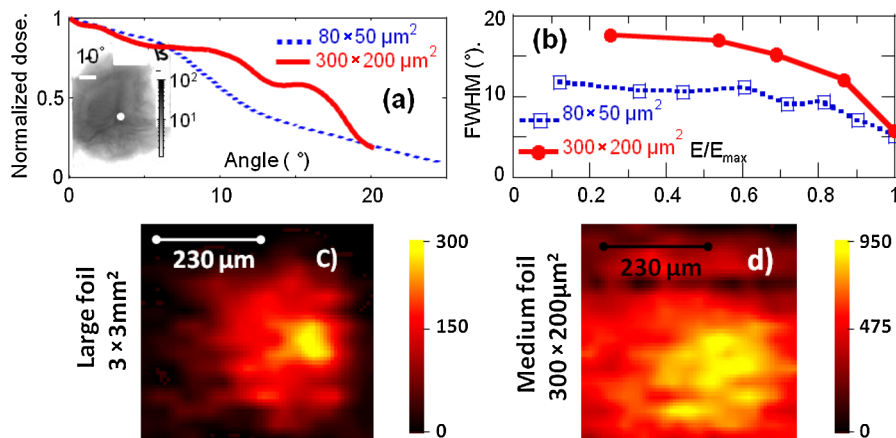 Normalized dose.
1
0.5
0
(a)
80×50 µm²
300×200 µm²
10°
10²
10¹
Angle ( °)
0
10
20
FWHM (°).
20
10
0
(b)
80×50 µm²
300×200 µm²
E/Emax
0
0.2
0.4
0.6
0.8
1
Large foil
3×3mm²
230 µm
c)
300
150
0
Medium foil
300×200µm²
230 µm
d)
950
475
0